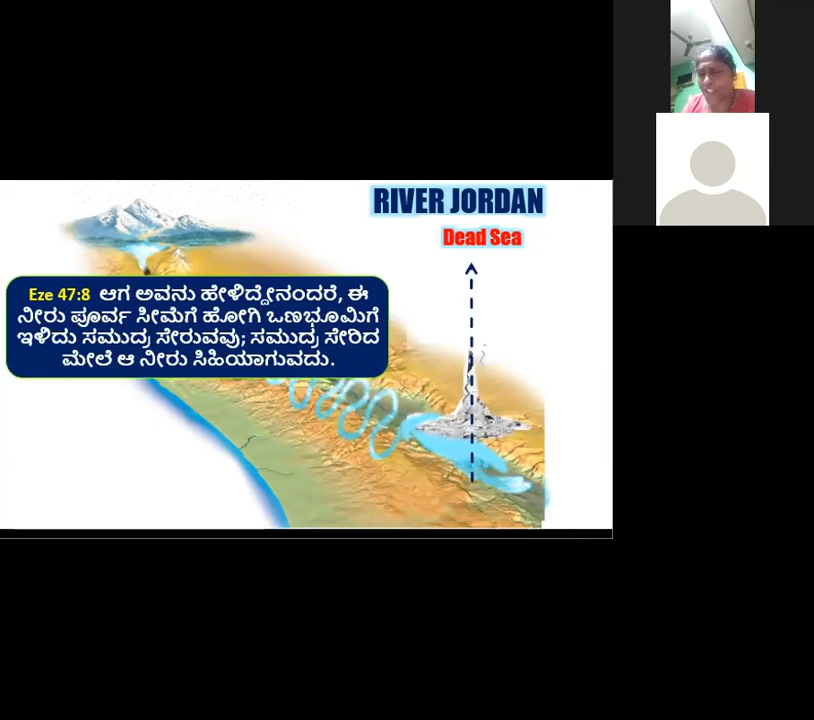 RIVER JORDAN
Dead Sea
Eze 47:8 ಆಗ ಅವನು ಹೇಳಿದ್ದೇನಂದರೆ, ಈ
ನೀರು ಪೂರ್ವ ಸೀಮೆಗೆ ಹೋಗಿ ಒಣಭೂಮಿಗೆ
ಇಳಿದು ಸಮುದ್ರ ಸೇರುವವು; ಸಮುದ್ರ ಸೇರಿದ
ಮೇಲೆ ಆ ನೀರು ಸಿಹಿಯಾಗುವದು.